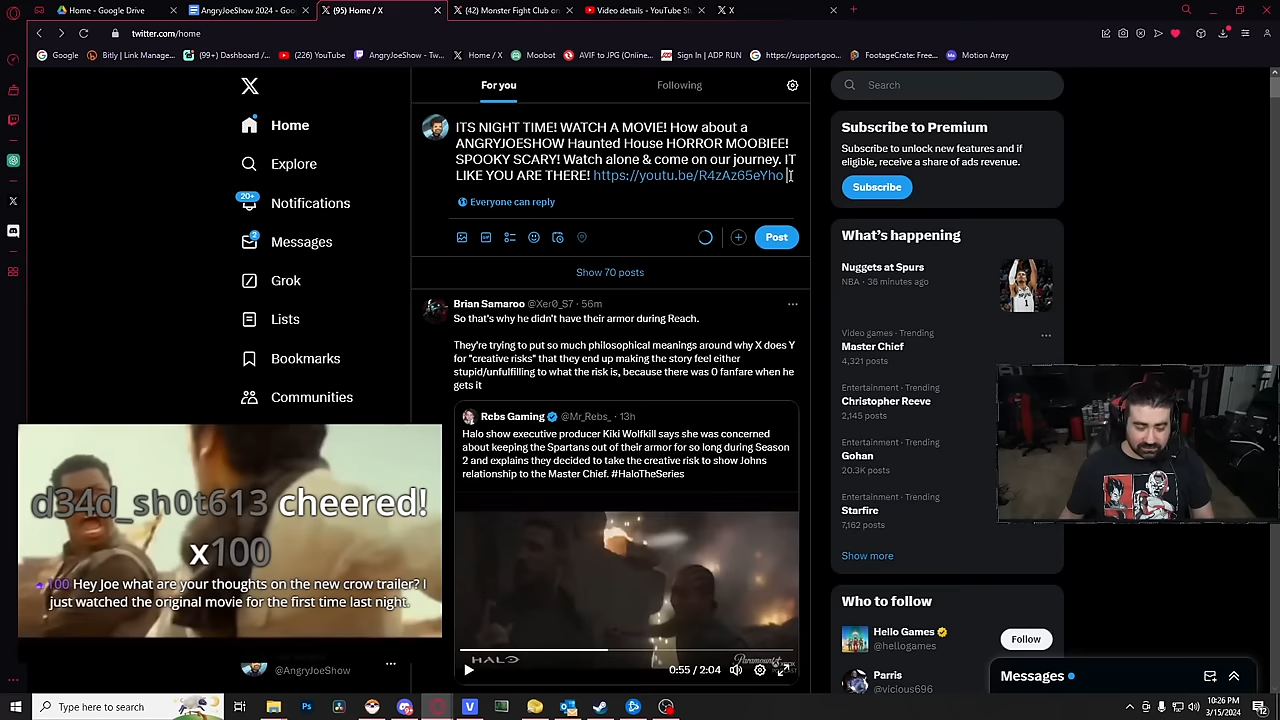 Home - Google Drive
AngryJoeShow 2024 - Goo
(95) Home / X
(42) Monster Fight Club on
Video details - YouTube St
X
twitter.com/home
Google
Bitly | Link Manage...
(99+) Dashboard /...
(226) YouTube
AngryJoeShow - Tw...
Home / X
Moobot
AVIF to JPG (Online...
Sign In | ADP RUN
https://support.goo...
FootageCrate: Free...
Motion Array
For you
Following
Search
Home
Explore
20+
Notifications
2
Messages
Grok
Lists
Bookmarks
Communities
ITS NIGHT TIME! WATCH A MOVIE! How about a
ANGRYJOESHOW Haunted House HORROR MOOBIEE!
SPOOKY SCARY! Watch alone & come on our journey. IT
LIKE YOU ARE THERE! https://youtu.be/R4zAz65eYho
Everyone can reply
Post
Show 70 posts
Brian Samaroo @Xer0_S7 · 56m
So that's why he didn't have their armor during Reach.
They're trying to put so much philosophical meanings around why X does Y
for "creative risks" that they end up making the story feel either
stupid/unfulfilling to what the risk is, because there was 0 fanfare when he
gets it
Rebs Gaming @Mr_Rebs_ · 13h
Halo show executive producer Kiki Wolfkill says she was concerned
about keeping the Spartans out of their armor for so long during Season
2 and explains they decided to take the creative risk to show Johns
relationship to the Master Chief. #HaloTheSeries
HALO
Paramount+
0:55 / 2:04
Subscribe to Premium
Subscribe to unlock new features and if
eligible, receive a share of ads revenue.
Subscribe
What's happening
Nuggets at Spurs
NBA · 36 minutes ago
Video games · Trending
Master Chief
4,321 posts
Entertainment · Trending
Christopher Reeve
2,145 posts
Entertainment · Trending
Gohan
20.3K posts
Entertainment · Trending
Starfire
7,162 posts
Show more
Who to follow
Hello Games
@hellogames
Follow
Parris
@vicious696
Messages
d34d_sh0t613 cheered!
x100
100 Hey Joe what are your thoughts on the new crow trailer? I
just watched the original movie for the first time last night.
@AngryJoeShow
Type here to search
10:26 PM
3/15/2024